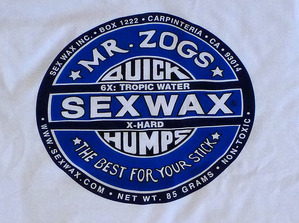 SEX WAX INC. • BOX 1222 • CARPINTERIA • CA • 93014
★ MR. ZOGS ★
QUICK
6X: TROPIC WATER
SEXWAX
X-HARD
HUMPS
★ THE BEST FOR YOUR STICK ★
• WWW.SEXWAX.COM • NET WT. 85 GRAMS • NON-TOXIC •